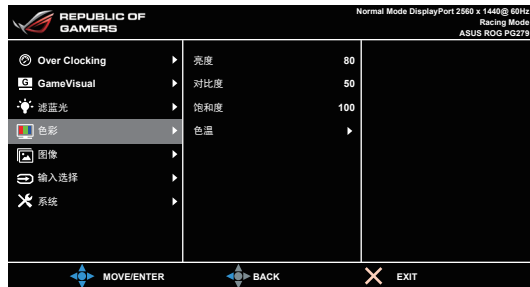 REPUBLIC OF
GAMERS
Normal Mode DisplayPort 2560 x 1440@ 60Hz
Racing Mode
ASUS ROG PG279
Over Clocking
GameVisual
滤蓝光
色彩
图像
输入选择
系统
亮度 80
对比度 50
饱和度 100
色温
MOVE/ENTER
BACK
EXIT